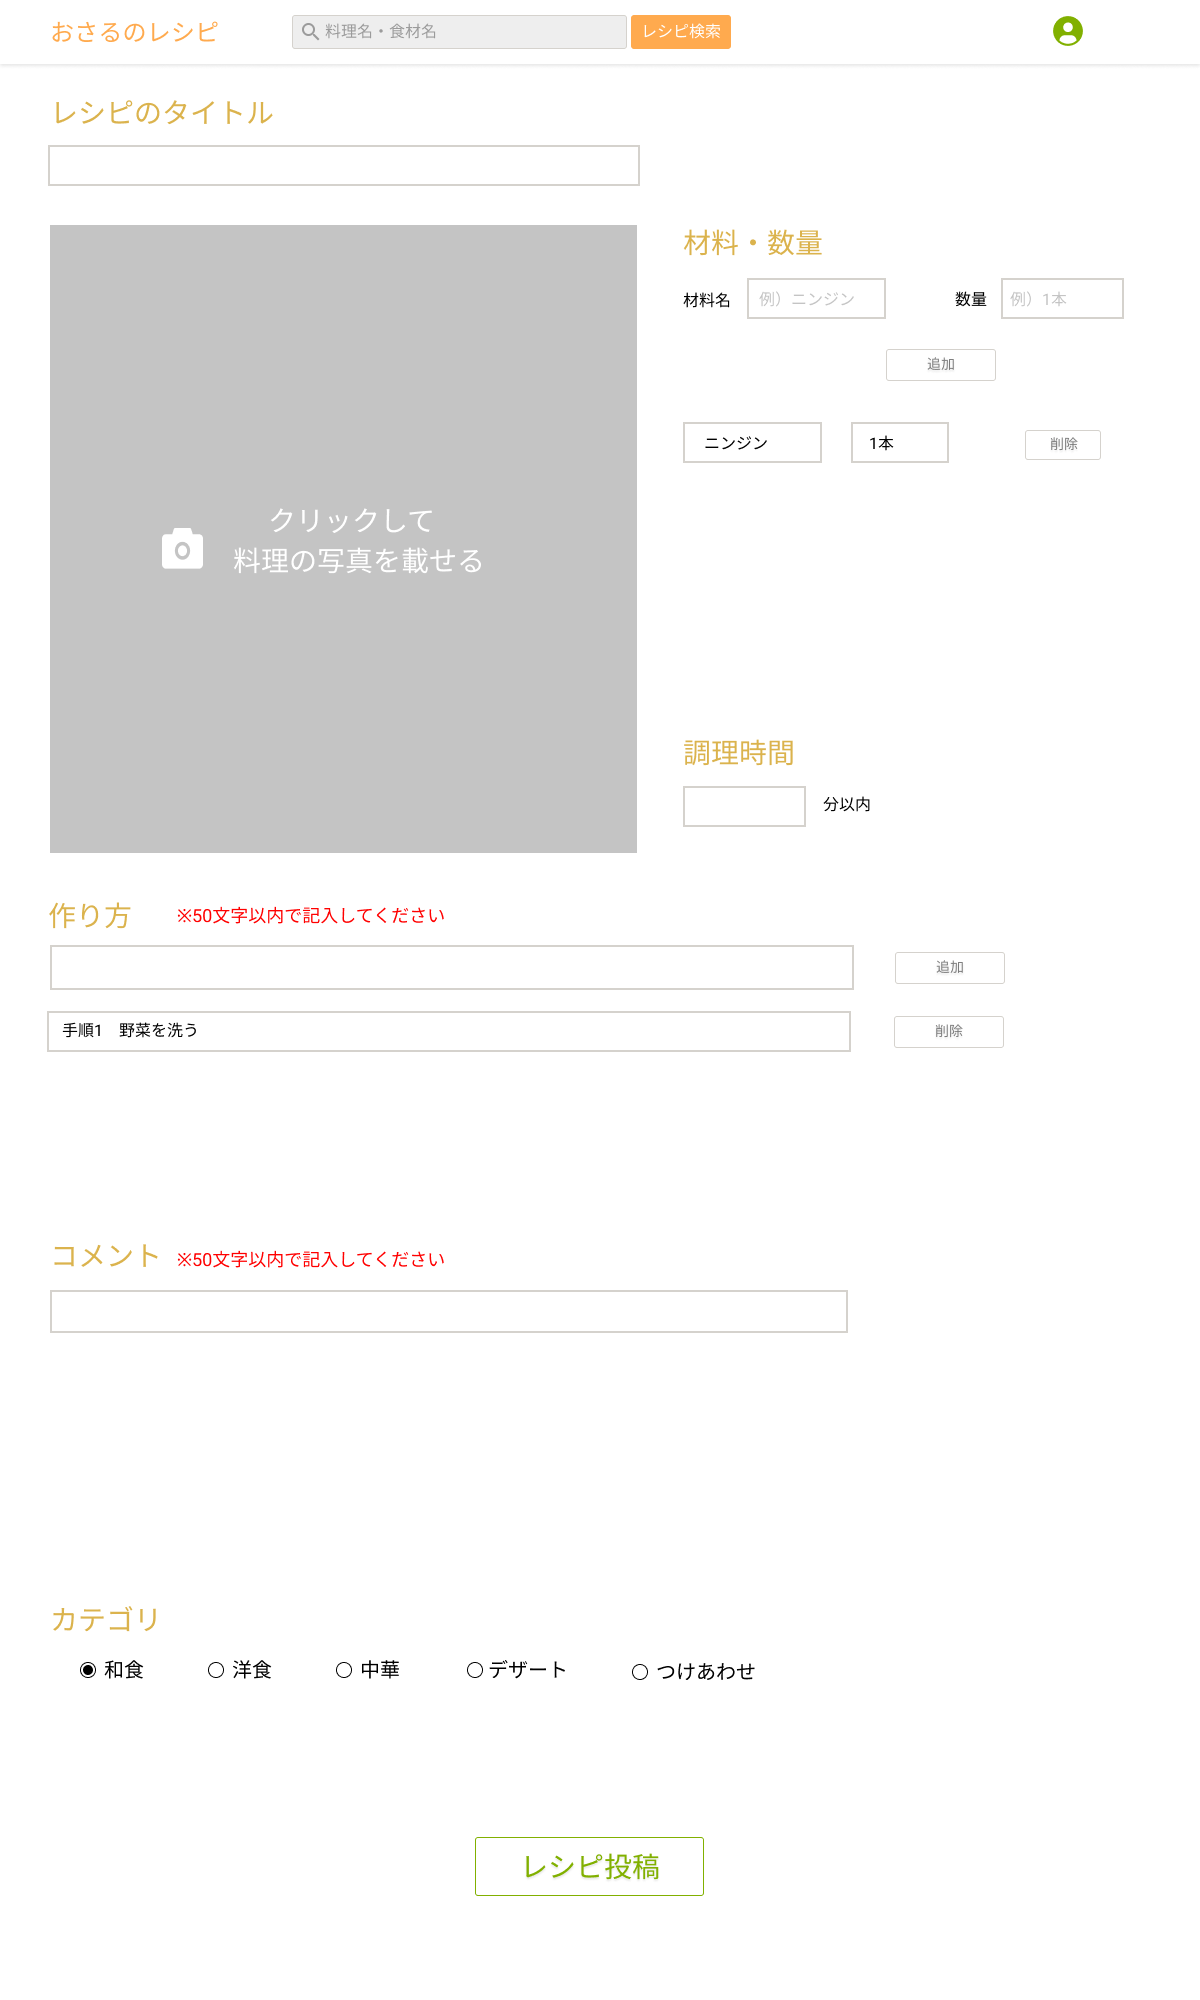 おさるのレシピ
料理名・食材名
レシピ検索
レシピのタイトル
クリックして
料理の写真を載せる
材料・数量
材料名
例）ニンジン
数量
例）1本
追加
ニンジン
1本
削除
調理時間
分以内
作り方
※50文字以内で記入してください
追加
手順1　野菜を洗う
削除
コメント
※50文字以内で記入してください
カテゴリ
和食
洋食
中華
デザート
つけあわせ
レシピ投稿